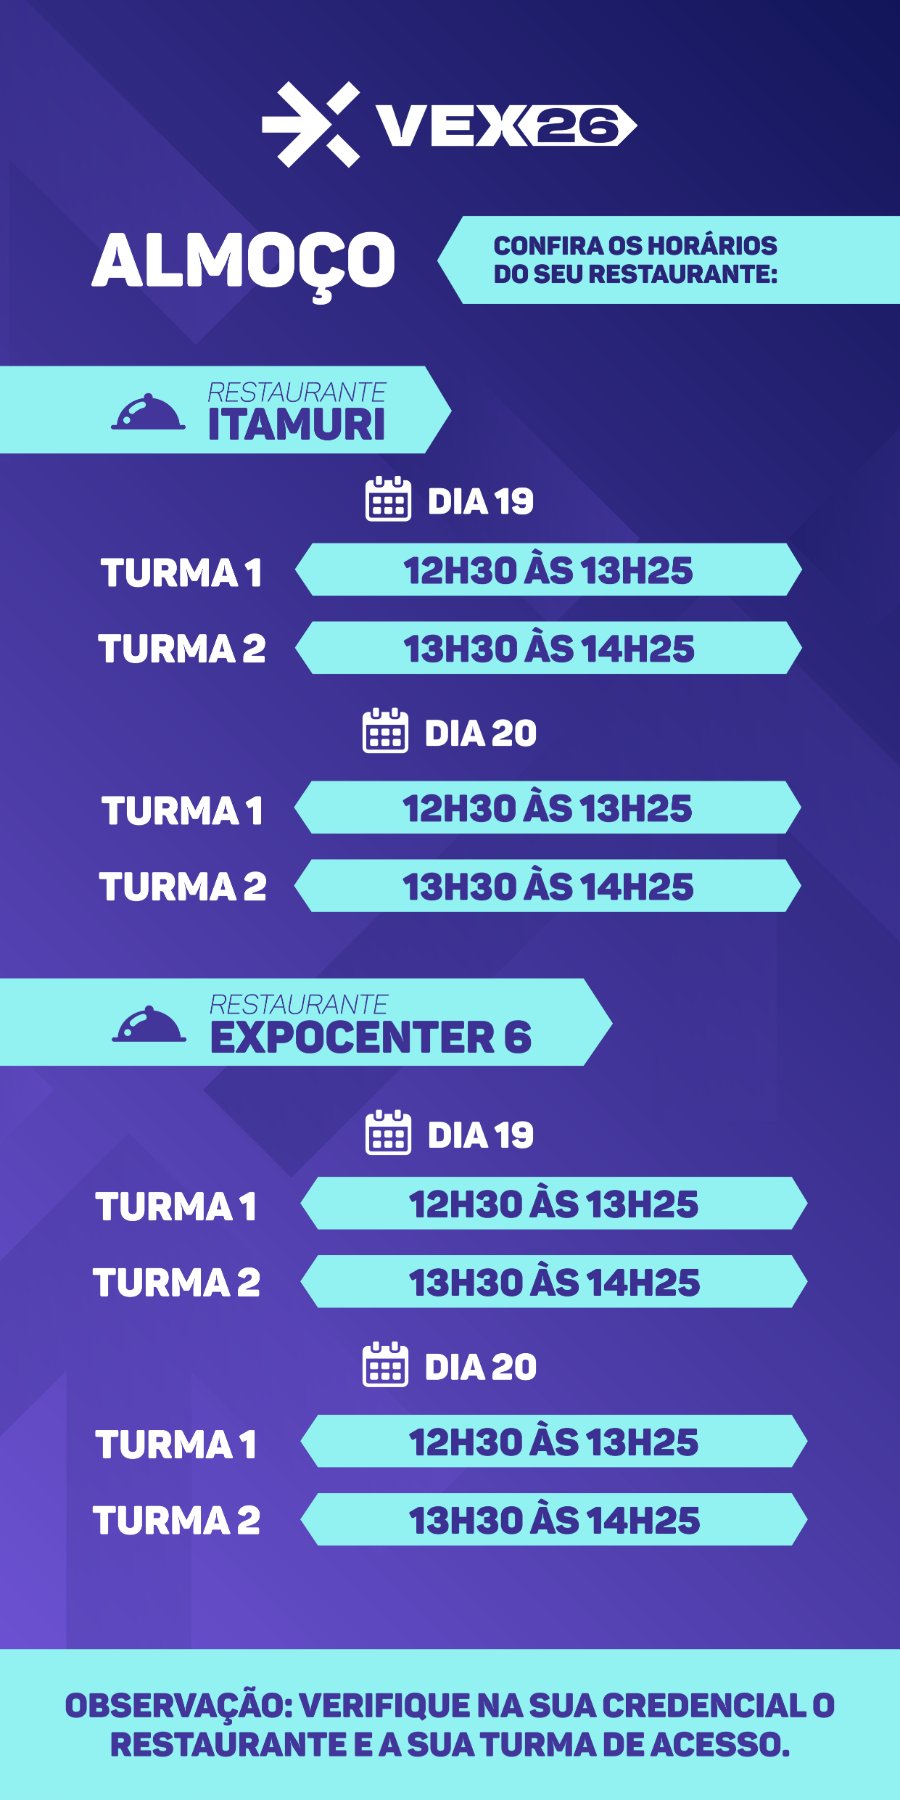 VEX26
ALMOÇO
CONFIRA OS HORÁRIOS
DO SEU RESTAURANTE:
RESTAURANTE
ITAMURI
DIA 19
TURMA 1 12H30 ÀS 13H25
TURMA 2 13H30 ÀS 14H25
DIA 20
TURMA 1 12H30 ÀS 13H25
TURMA 2 13H30 ÀS 14H25
RESTAURANTE
EXPOCENTER 6
DIA 19
TURMA 1 12H30 ÀS 13H25
TURMA 2 13H30 ÀS 14H25
DIA 20
TURMA 1 12H30 ÀS 13H25
TURMA 2 13H30 ÀS 14H25
OBSERVAÇÃO: VERIFIQUE NA SUA CREDENCIAL O
RESTAURANTE E A SUA TURMA DE ACESSO.